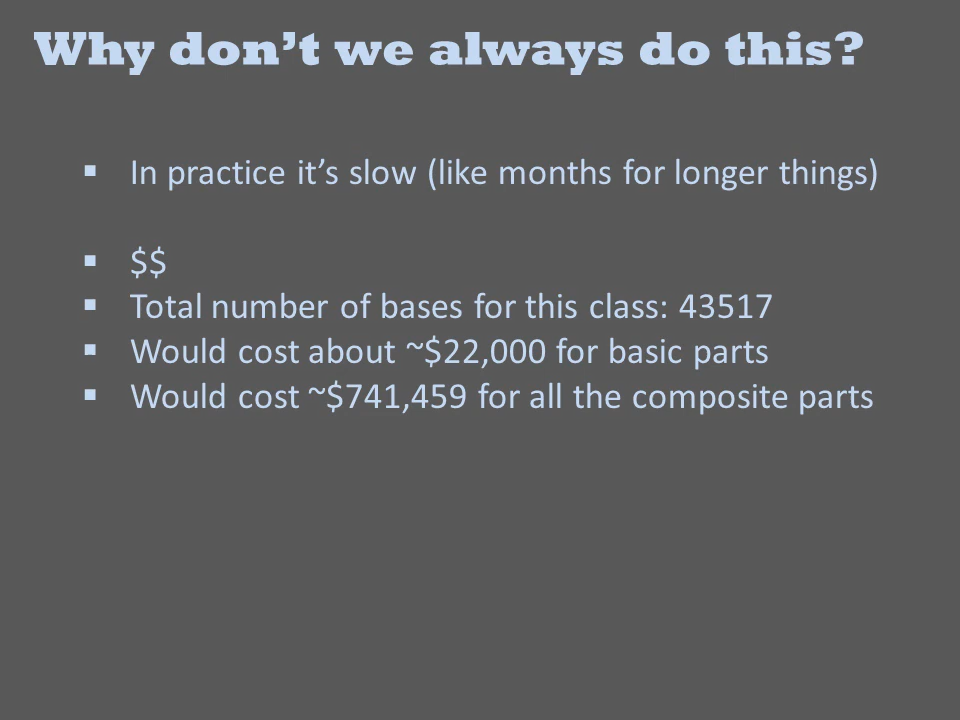 Why don’t we always do this?
▪ In practice it’s slow (like months for longer things)
▪ $$
▪ Total number of bases for this class: 43517
▪ Would cost about ~$22,000 for basic parts
▪ Would cost ~$741,459 for all the composite parts